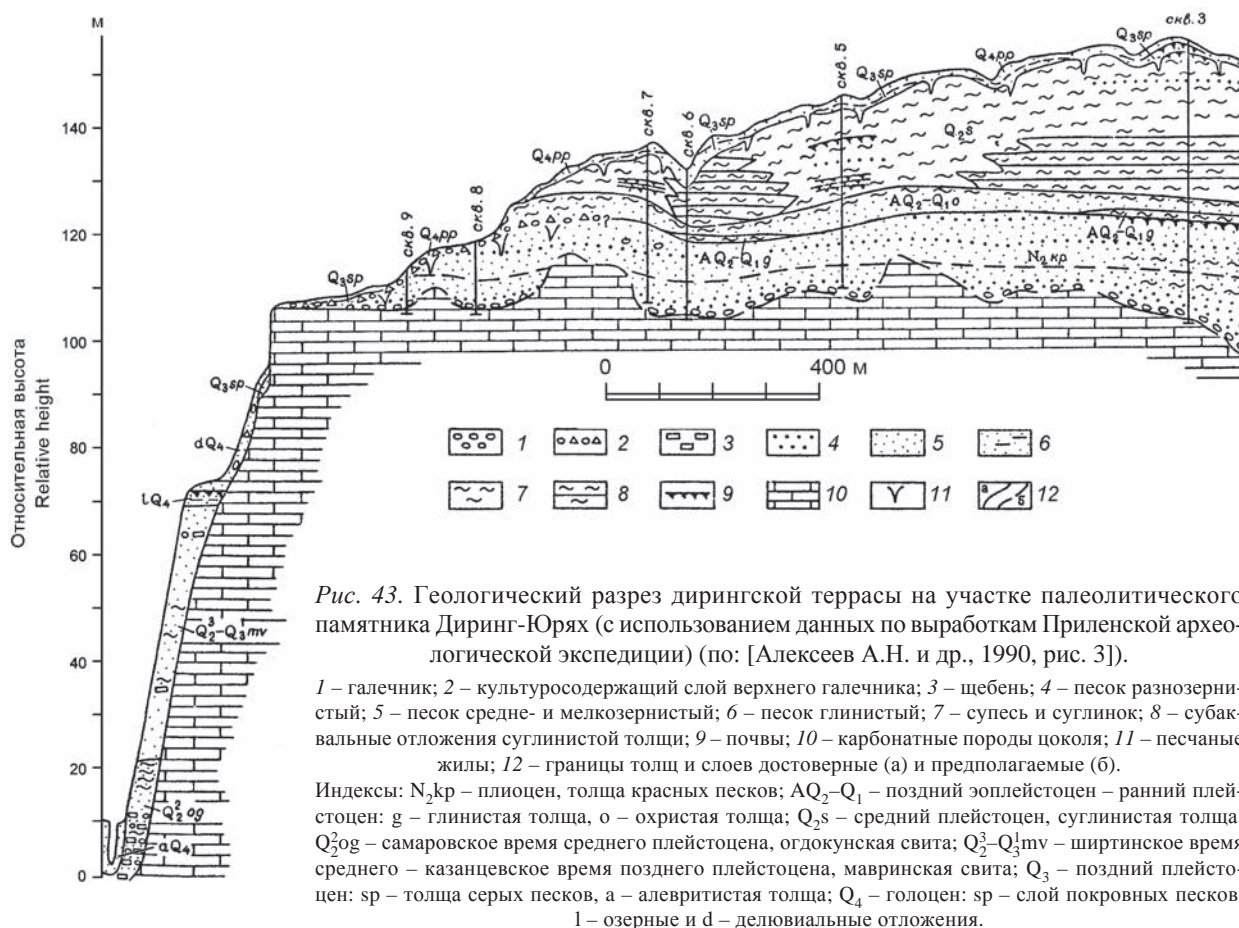 м
скв. 3
Q₃sp
Q₄pp
скв. 5
Q₃sp
скв. 7
скв. 6
Q₃sp
140
Q₂s
Q₄pp
скв. 8
скв. 9
Q₄pp
?
AQ₂–Q₁o
120
AQ₂–Q₁g
AQ₂–Q₁g
Q₃sp
N₂кр
100
0 400 м
Q₃sp
Относительная высота
Relative height
80
dQ₄
1 2 3 4 5 6
lQ₄
7 8 9 10 11 12
а
б
60
Рис. 43. Геологический разрез дирингской террасы на участке палеолитического
памятника Диринг-Юрях (с использованием данных по выработкам Приленской архео-
логической экспедиции) (по: [Алексеев А.Н. и др., 1990, рис. 3]).
Q₂³–Q₃¹mv
40
1 – галечник; 2 – культуросодержащий слой верхнего галечника; 3 – щебень; 4 – песок разнозерни-
стый; 5 – песок средне- и мелкозернистый; 6 – песок глинистый; 7 – супесь и суглинок; 8 – субак-
вальные отложения суглинистой толщи; 9 – почвы; 10 – карбонатные породы цоколя; 11 – песчаные
жилы; 12 – границы толщ и слоев достоверные (а) и предполагаемые (б).
20
Индексы: N₂kp – плиоцен, толща красных песков; AQ₂–Q₁ – поздний эоплейстоцен – ранний плей-
стоцен: g – глинистая толща, o – охристая толща; Q₂s – средний плейстоцен, суглинистая толща
Q₂²og – самаровское время среднего плейстоцена, огдокунская свита; Q₂³–Q₃¹mv – ширтинское время
среднего – казанцевское время позднего плейстоцена, мавринская свита; Q₃ – поздний плейсто-
цен: sp – толща серых песков, a – алевритистая толща; Q₄ – голоцен: sp – слой покровных песков
l – озерные и d – делювиальные отложения.
Q₂²og
aQ₄
0